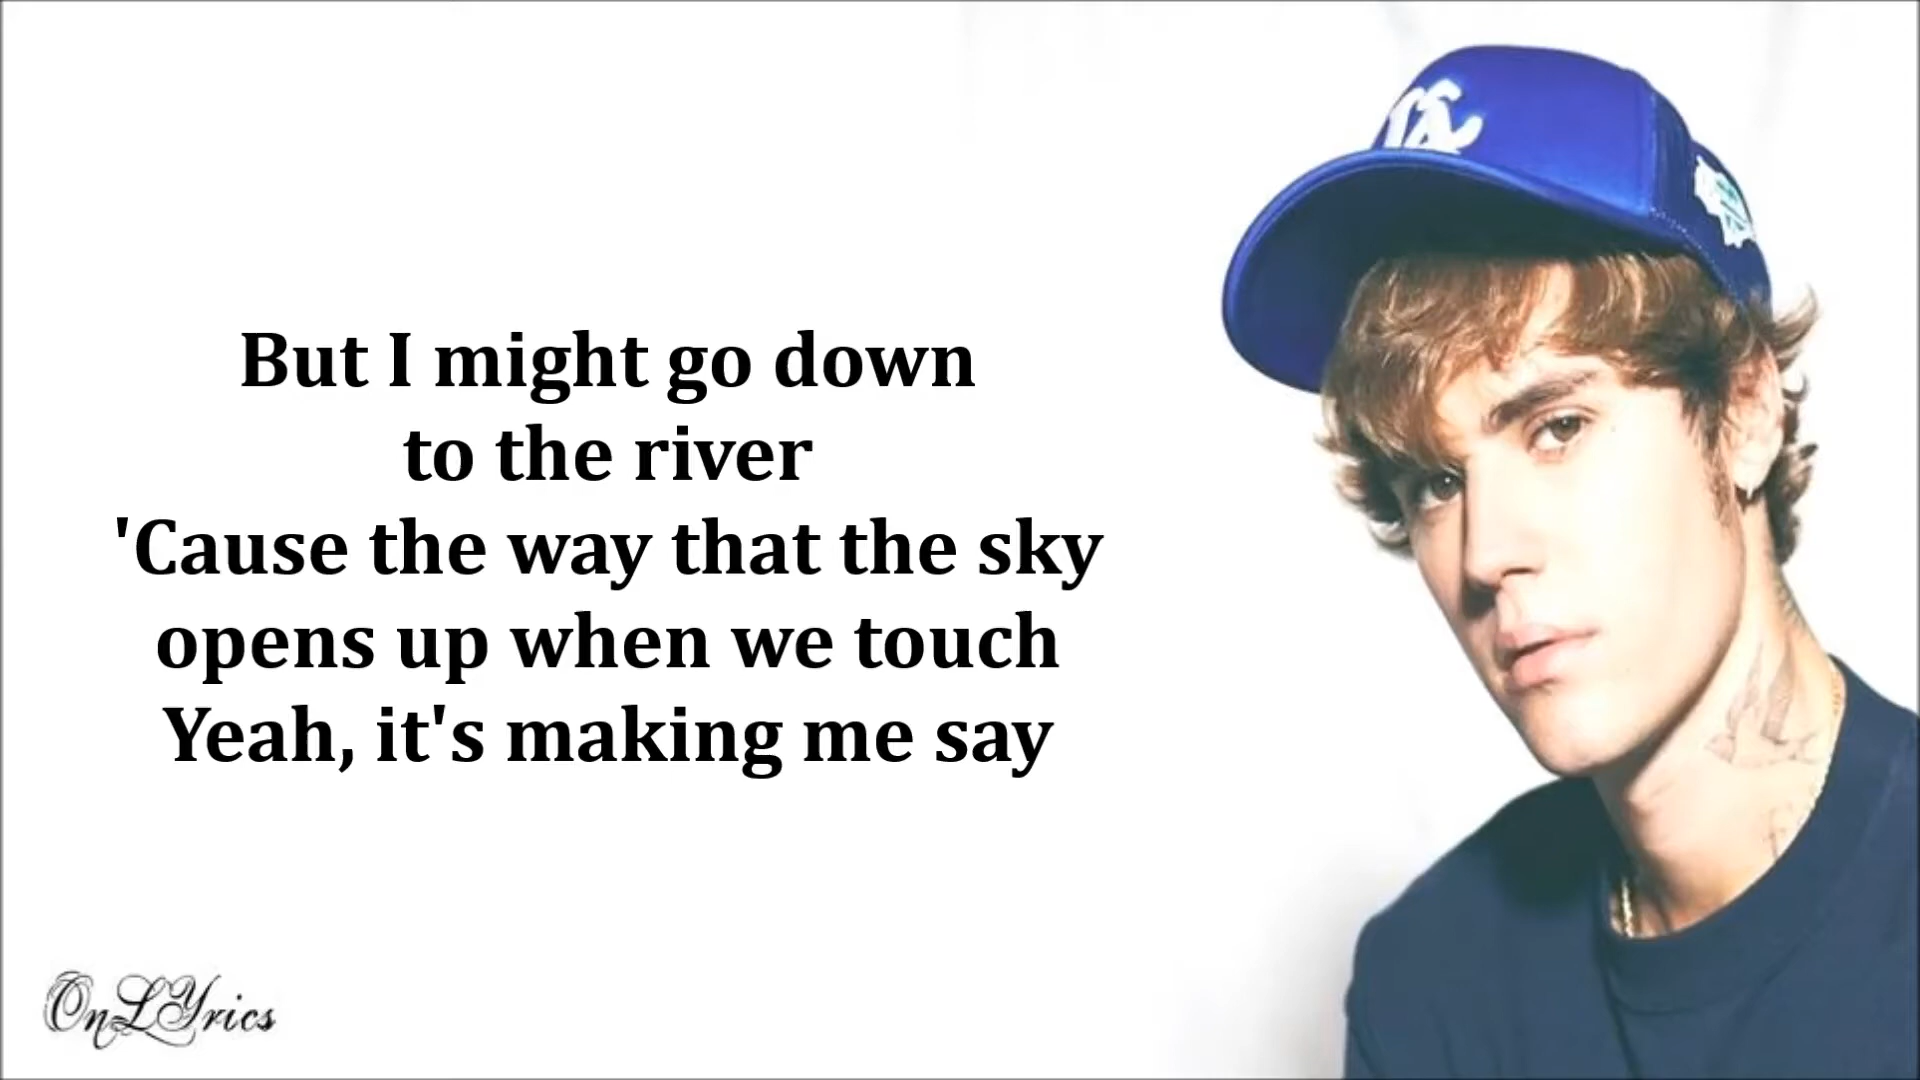 But I might go down
to the river
'Cause the way that the sky
opens up when we touch
Yeah, it's making me say
OnLYrics